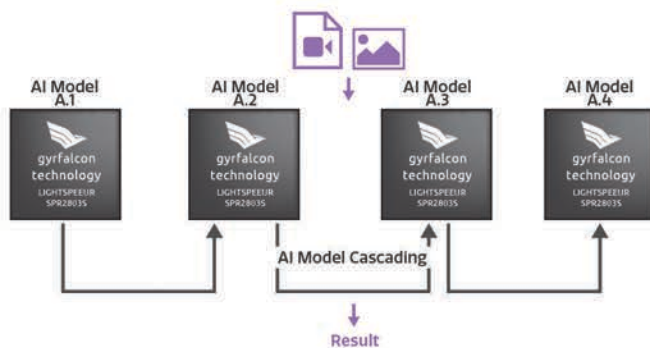 AI Model
A.1
AI Model
A.2
AI Model
A.3
AI Model
A.4
gyrfalcon
technology
LIGHTSPEEUR
SPR2803S
gyrfalcon
technology
LIGHTSPEEUR
SPR2803S
gyrfalcon
technology
LIGHTSPEEUR
SPR2803S
gyrfalcon
technology
LIGHTSPEEUR
SPR2803S
AI Model Cascading
Result